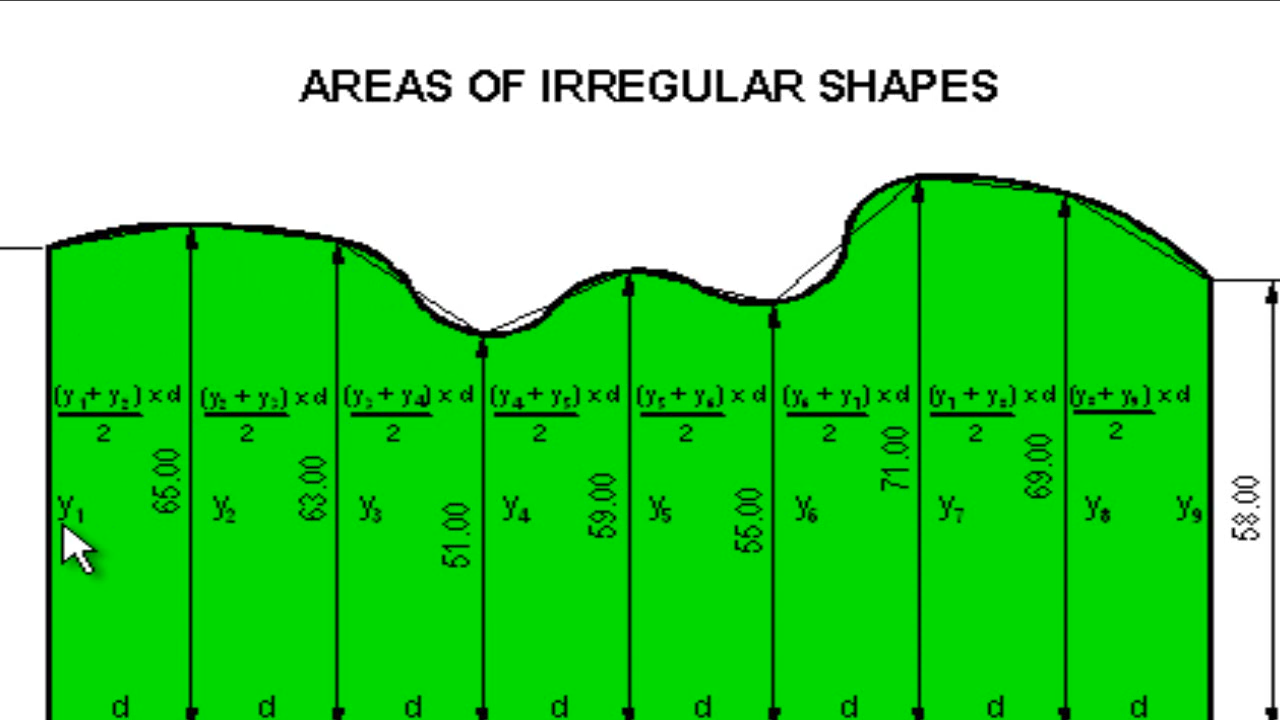 AREAS OF IRREGULAR SHAPES
(y₁+ y₂) × d (y₂ + y₃) × d (y₃ + y₄) × d (y₄ + y₅) × d (y₅ + y₆) × d (y₆ + y₇) × d (y₇ + y₈) × d (y₈ + y₉) × d
2 2 2 2 2 2 2 2
65.00 63.00 51.00 59.00 55.00 71.00 69.00 58.00
y₁ y₂ y₃ y₄ y₅ y₆ y₇ y₈ y₉
d d d d d d d d